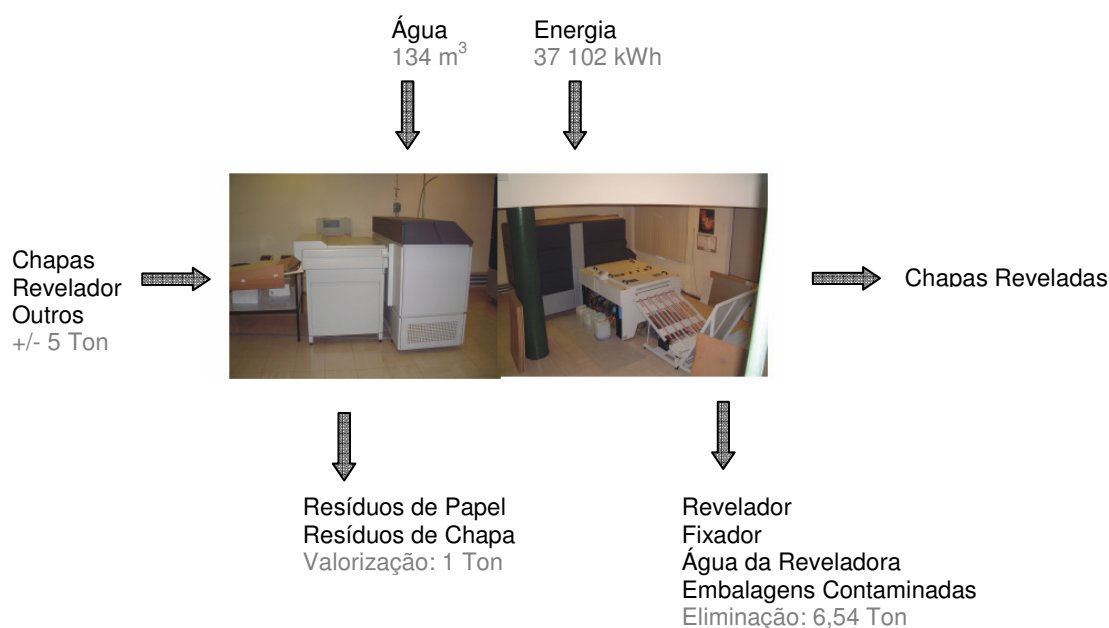 Água
134 m³
Energia
37 102 kWh
Chapas
Revelador
Outros
+/- 5 Ton
Chapas Reveladas
Resíduos de Papel
Resíduos de Chapa
Valorização: 1 Ton
Revelador
Fixador
Água da Reveladora
Embalagens Contaminadas
Eliminação: 6,54 Ton